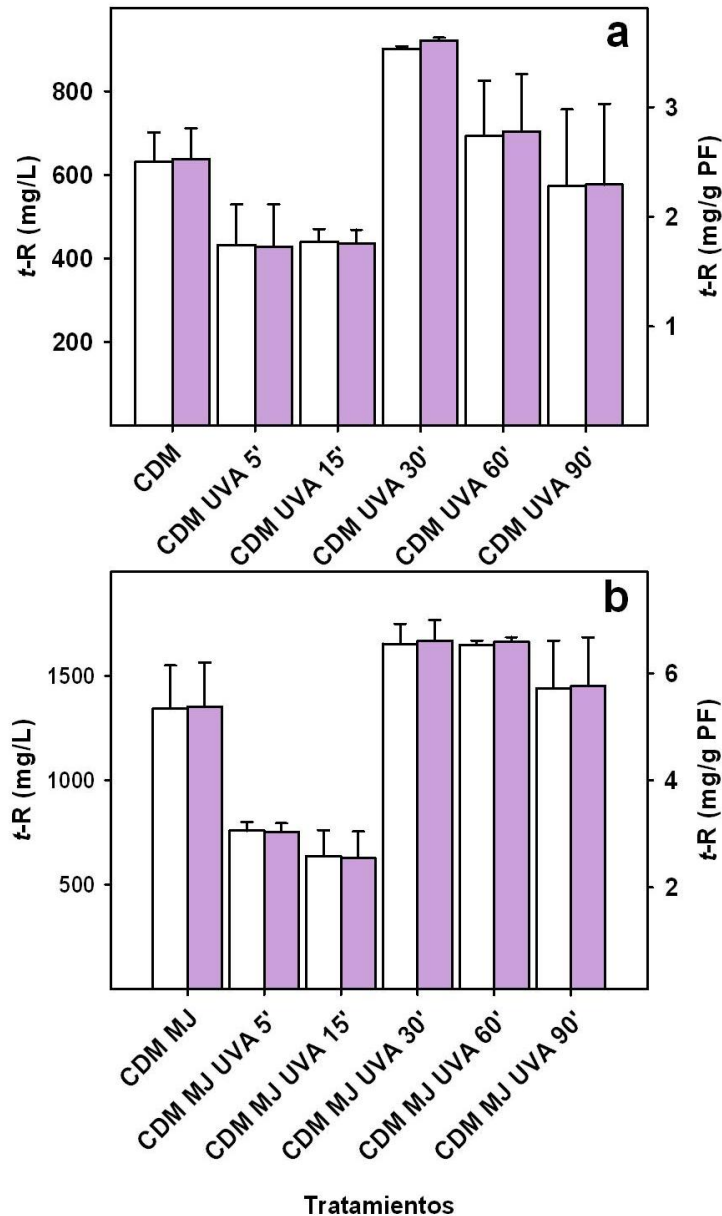 a
t-R (mg/L)
800
600
400
200
t-R (mg/g PF)
3
2
1
CDM
CDM UVA 5'
CDM UVA 15'
CDM UVA 30'
CDM UVA 60'
CDM UVA 90'
b
t-R (mg/L)
1500
1000
500
t-R (mg/g PF)
6
4
2
CDM MJ
CDM MJ UVA 5'
CDM MJ UVA 15'
CDM MJ UVA 30'
CDM MJ UVA 60'
CDM MJ UVA 90'
Tratamientos